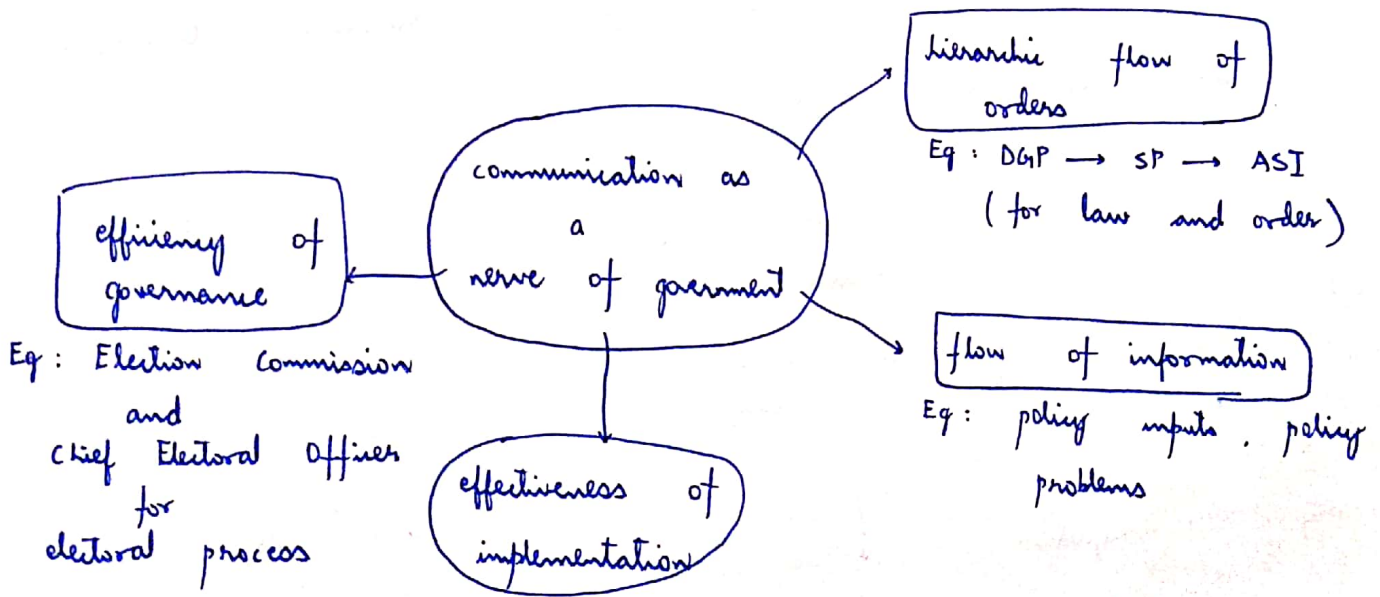 hierarchic flow of
orders
Eg : DGP → SP → ASI
( for law and order )
communication as
a
nerve of government
efficiency of
governance
Eg : Election Commission
and
Chief Electoral Officer
for
electoral process
flow of information
Eg : policy inputs , policy
problems
effectiveness of
implementation